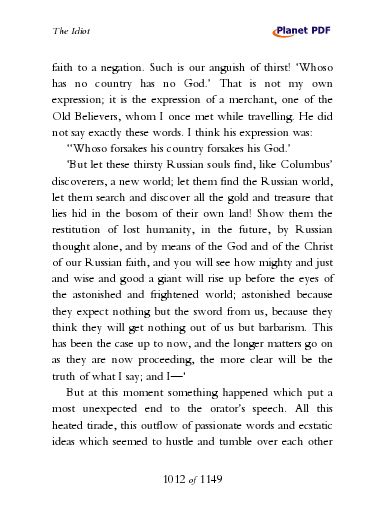 The Idiot
Planet PDF
faith to a negation. Such is our anguish of thirst! ‘Whoso
has no country has no God.’ That is not my own
expression; it is the expression of a merchant, one of the
Old Believers, whom I once met while travelling. He did
not say exactly these words. I think his expression was:
‘‘Whoso forsakes his country forsakes his God.’
‘But let these thirsty Russian souls find, like Columbus’
discoverers, a new world; let them find the Russian world,
let them search and discover all the gold and treasure that
lies hid in the bosom of their own land! Show them the
restitution of lost humanity, in the future, by Russian
thought alone, and by means of the God and of the Christ
of our Russian faith, and you will see how mighty and just
and wise and good a giant will rise up before the eyes of
the astonished and frightened world; astonished because
they expect nothing but the sword from us, because they
think they will get nothing out of us but barbarism. This
has been the case up to now, and the longer matters go on
as they are now proceeding, the more clear will be the
truth of what I say; and I—‘
But at this moment something happened which put a
most unexpected end to the orator’s speech. All this
heated tirade, this outflow of passionate words and ecstatic
ideas which seemed to hustle and tumble over each other
1012 of 1149